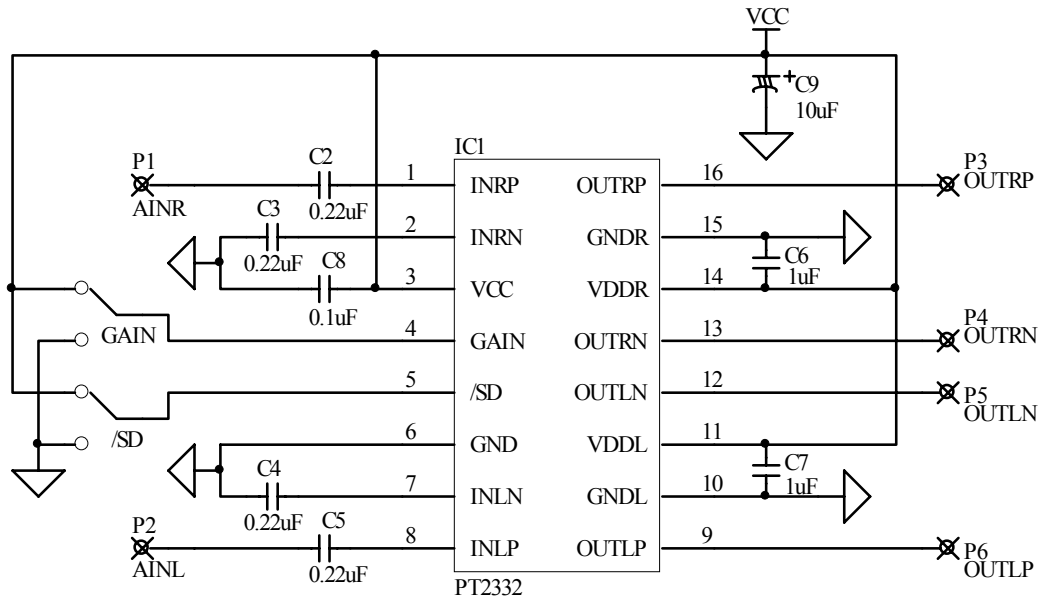 VCC
C9
10uF
IC1
P1
AINR
C2
0.22uF
1
INRP
OUTRP
16
P3
OUTRP
C3
0.22uF
2
INRN
GNDR
15
C6
1uF
C8
0.1uF
3
VCC
VDDR
14
GAIN
4
GAIN
OUTRN
13
P4
OUTRN
5
/SD
OUTLN
12
P5
OUTLN
/SD
6
GND
VDDL
11
C7
1uF
C4
0.22uF
7
INLN
GNDL
10
P2
AINL
C5
0.22uF
8
INLP
OUTLP
9
P6
OUTLP
PT2332